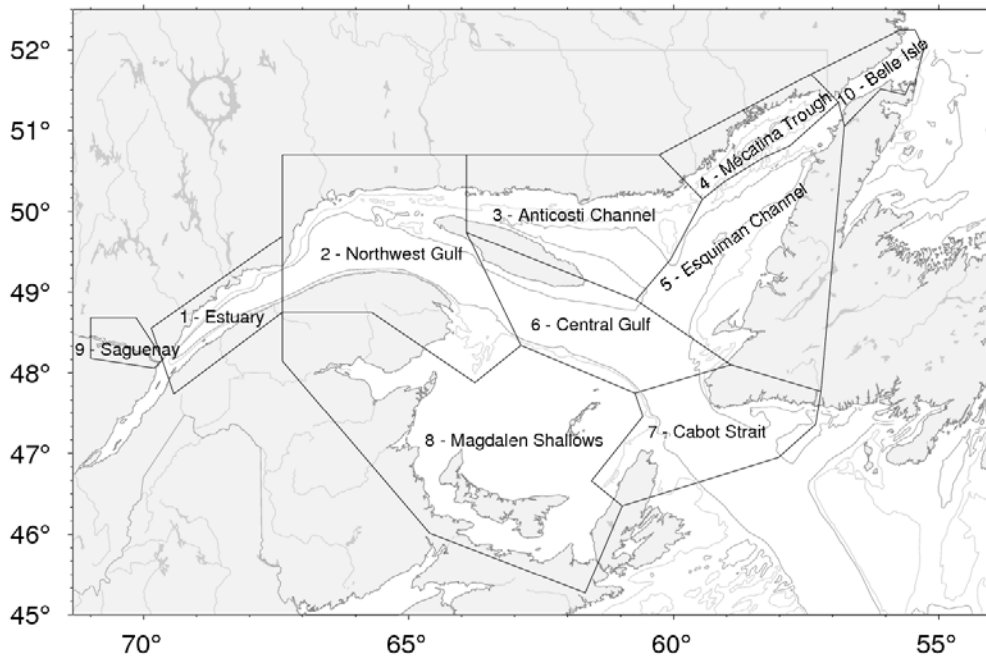 52°
10 - Belle Isle
51°
4 - Mécatina Trough
50°
3 - Anticosti Channel
2 - Northwest Gulf
5 - Esquiman Channel
49°
1 - Estuary
6 - Central Gulf
9 - Saguenay
48°
8 - Magdalen Shallows
7 - Cabot Strait
47°
46°
45°
70°
65°
60°
55°